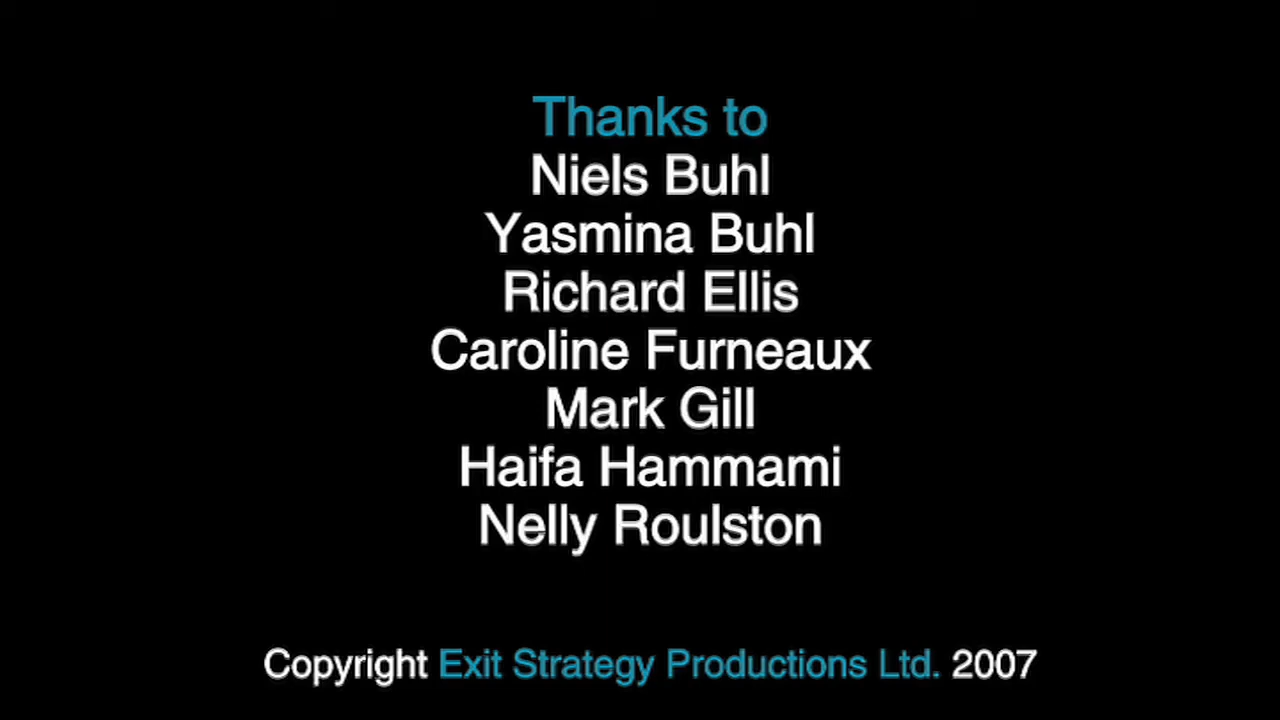 Thanks to
Niels Buhl
Yasmina Buhl
Richard Ellis
Caroline Furneaux
Mark Gill
Haifa Hammami
Nelly Roulston
Copyright Exit Strategy Productions Ltd. 2007